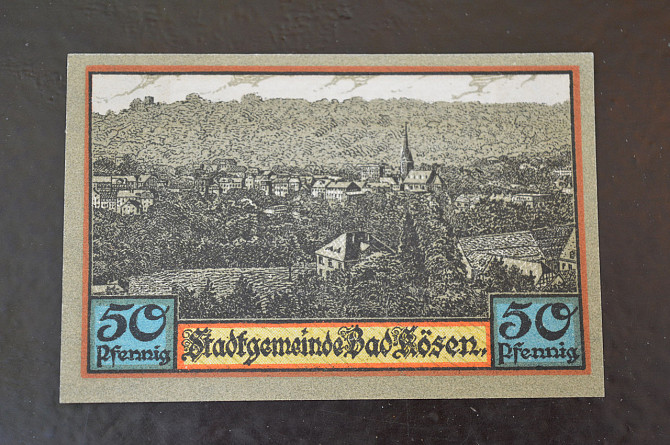 50
Pfennig
Stadtgemeinde Bad Kösen.
50
Pfennig